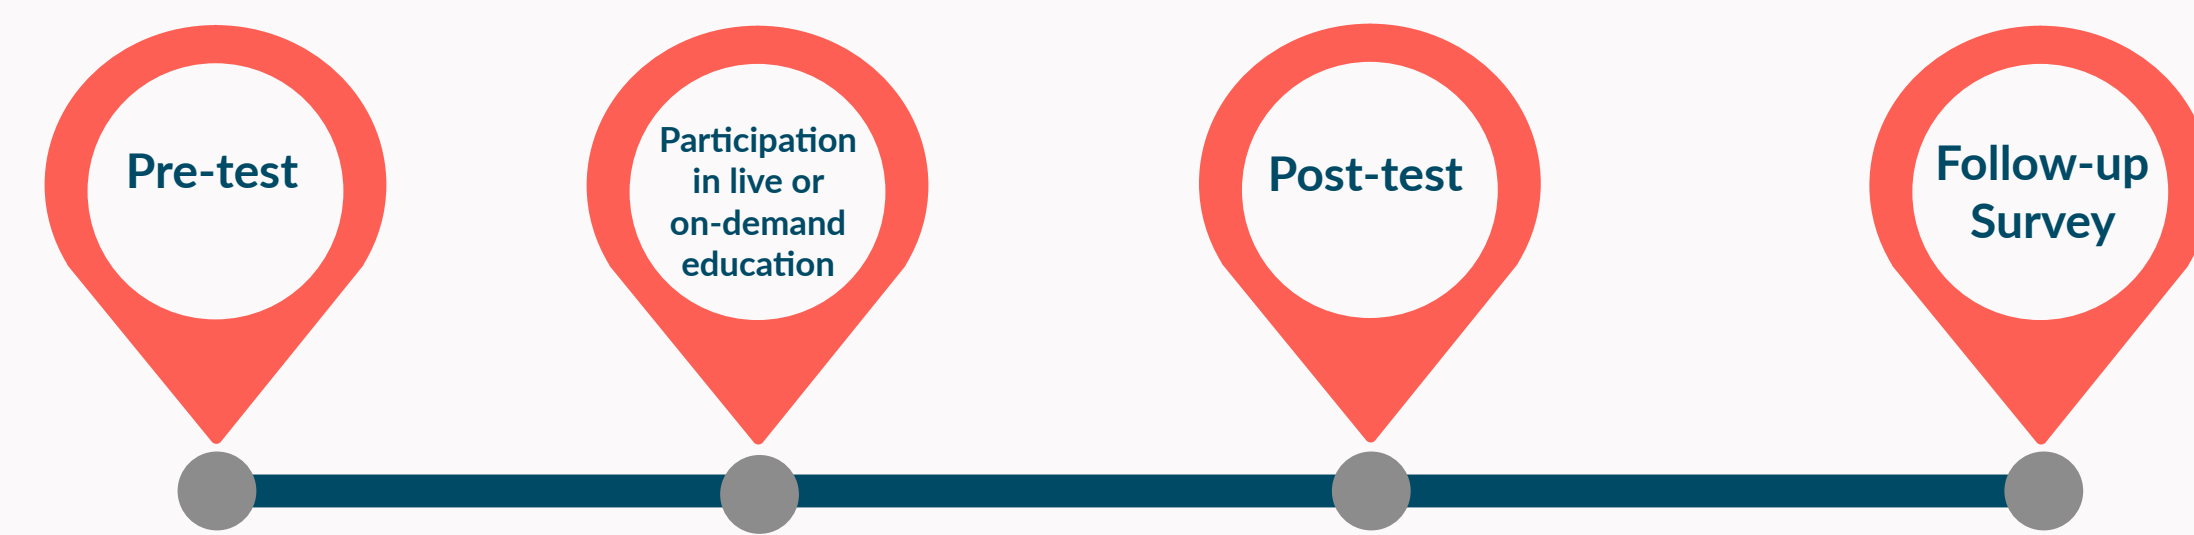 Pre-test
Participation
in live or
on-demand
education
Post-test
Follow-up
Survey